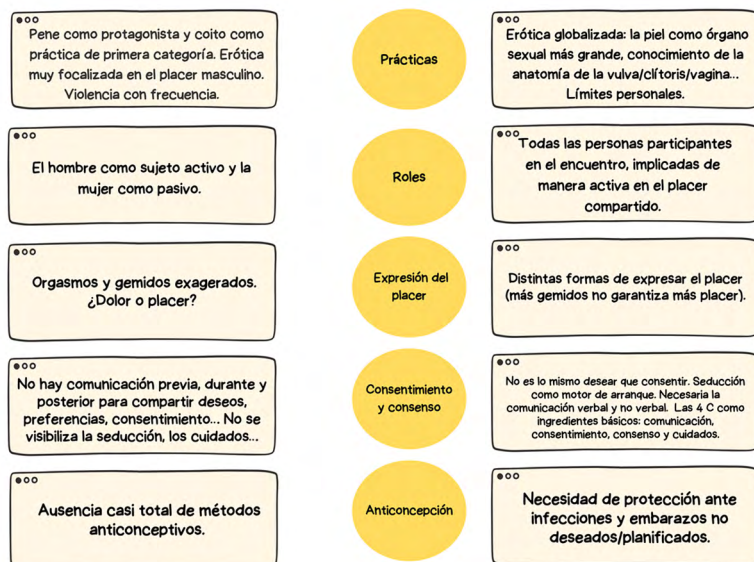 Pene como protagonista y coito como
práctica de primera categoría. Erótica
muy focalizada en el placer masculino.
Violencia con frecuencia.
Prácticas
Erótica globalizada: la piel como órgano
sexual más grande, conocimiento de la
anatomía de la vulva/clítoris/vagina...
Límites personales.
El hombre como sujeto activo y la
mujer como pasivo.
Roles
Todas las personas participantes
en el encuentro, implicadas de
manera activa en el placer
compartido.
Orgasmos y gemidos exagerados.
¿Dolor o placer?
Expresión del
placer
Distintas formas de expresar el placer
(más gemidos no garantiza más placer).
No hay comunicación previa, durante y
posterior para compartir deseos,
preferencias, consentimiento... No se
visibiliza la seducción, los cuidados...
Consentimiento
y consenso
No es lo mismo desear que consentir. Seducción
como motor de arranque. Necesaria la
comunicación verbal y no verbal. Las 4 C como
ingredientes básicos: comunicación,
consentimiento, consenso y cuidados.
Ausencia casi total de métodos
anticonceptivos.
Anticoncepción
Necesidad de protección ante
infecciones y embarazos no
deseados/planificados.